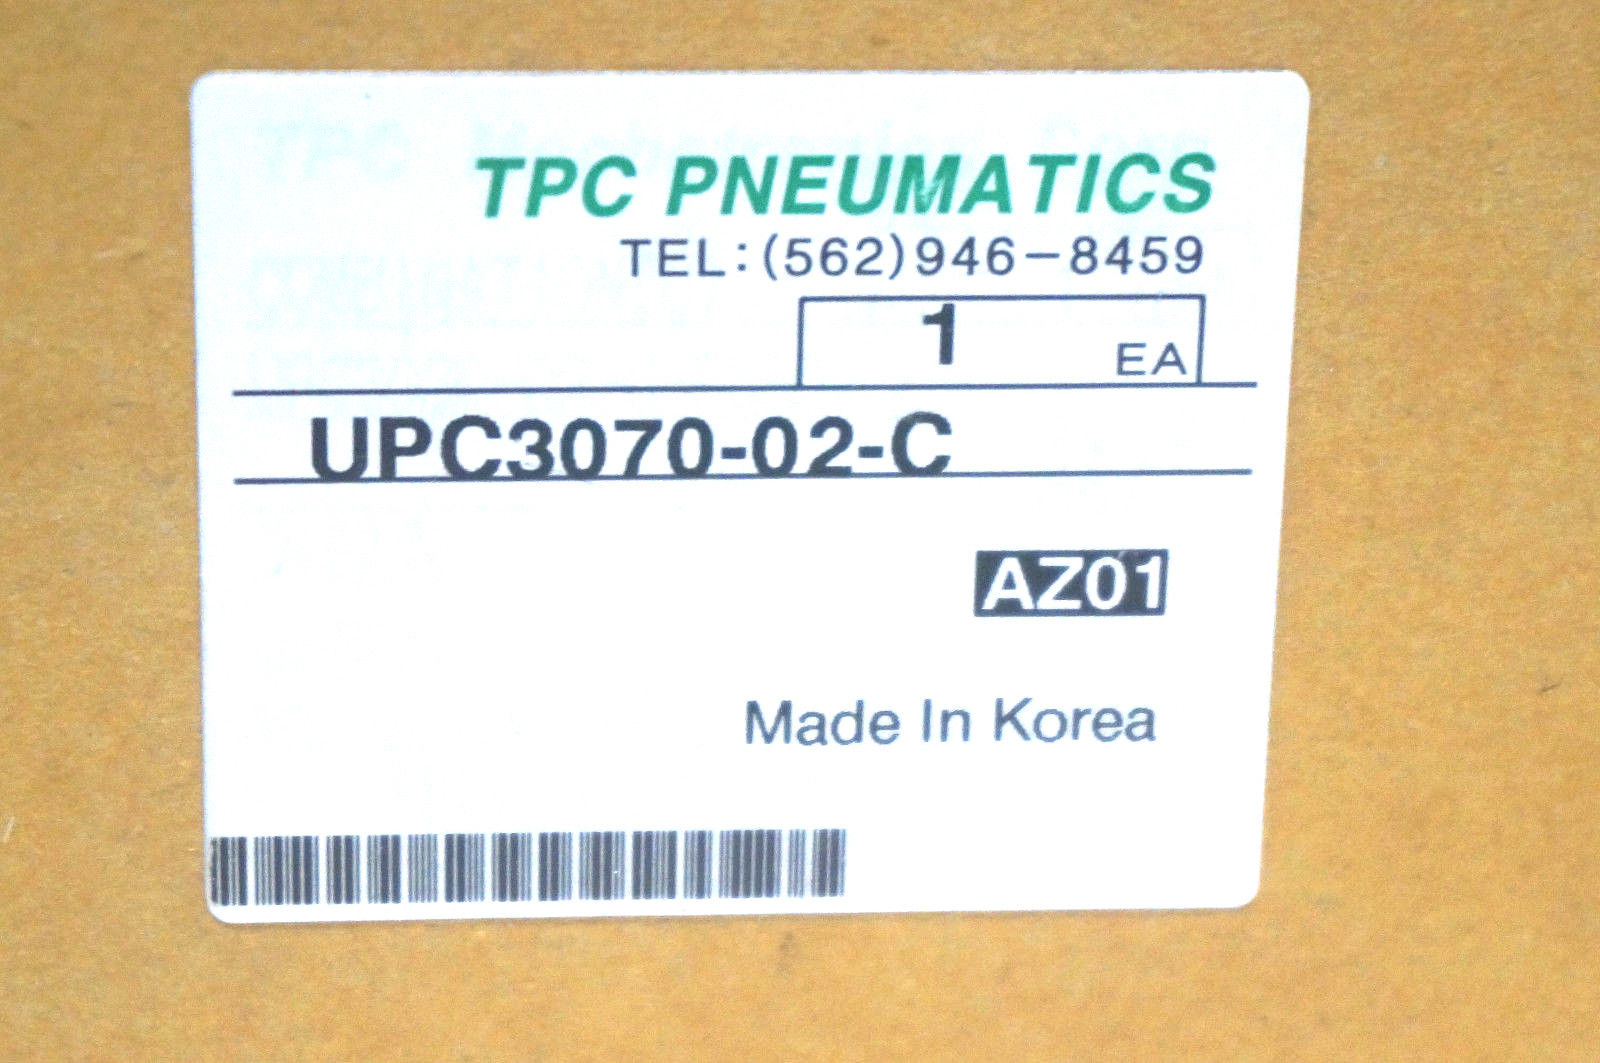 TPC PNEUMATICS
TEL:(562)946-8459
1 EA
UPC3070-02-C
AZ01
Made In Korea